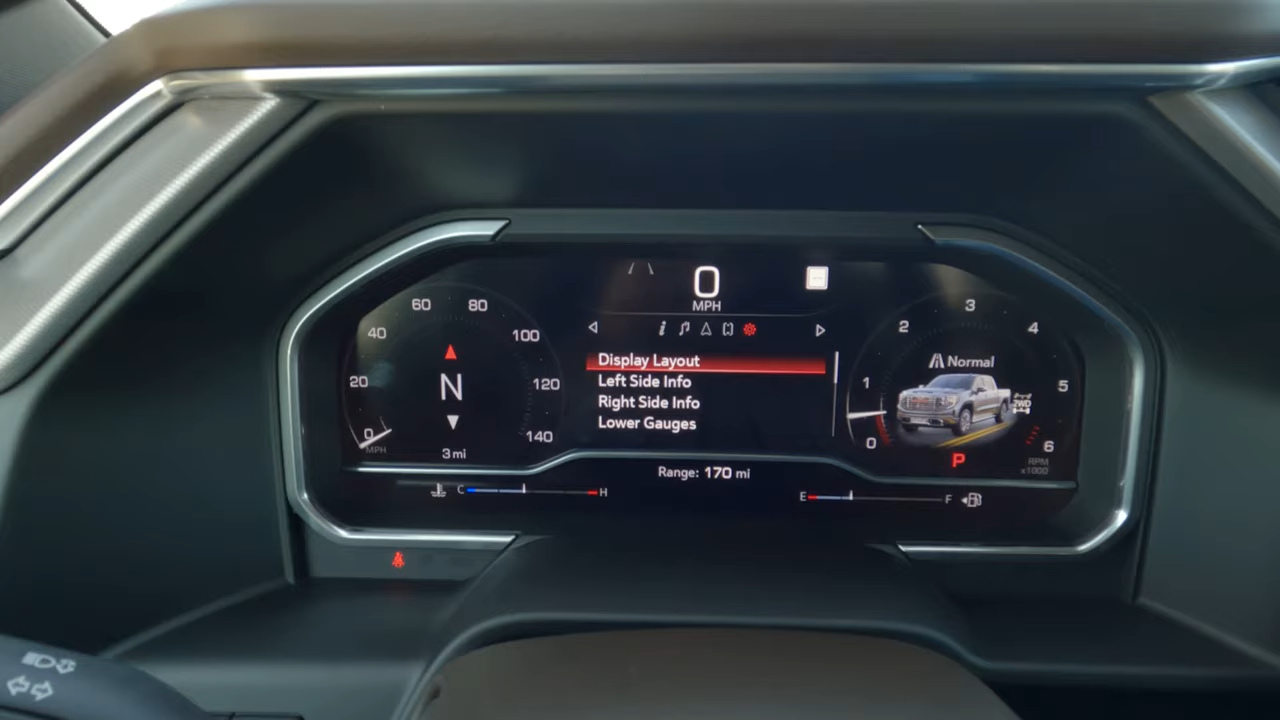 0
MPH
60 80
40 100
20 120
0 140
MPH
N
3 mi
i
Display Layout
Left Side Info
Right Side Info
Lower Gauges
Range: 170 mi
3
2 4
1 5
0 6
Normal
2WD
P
RPM
x1000
C H
E F